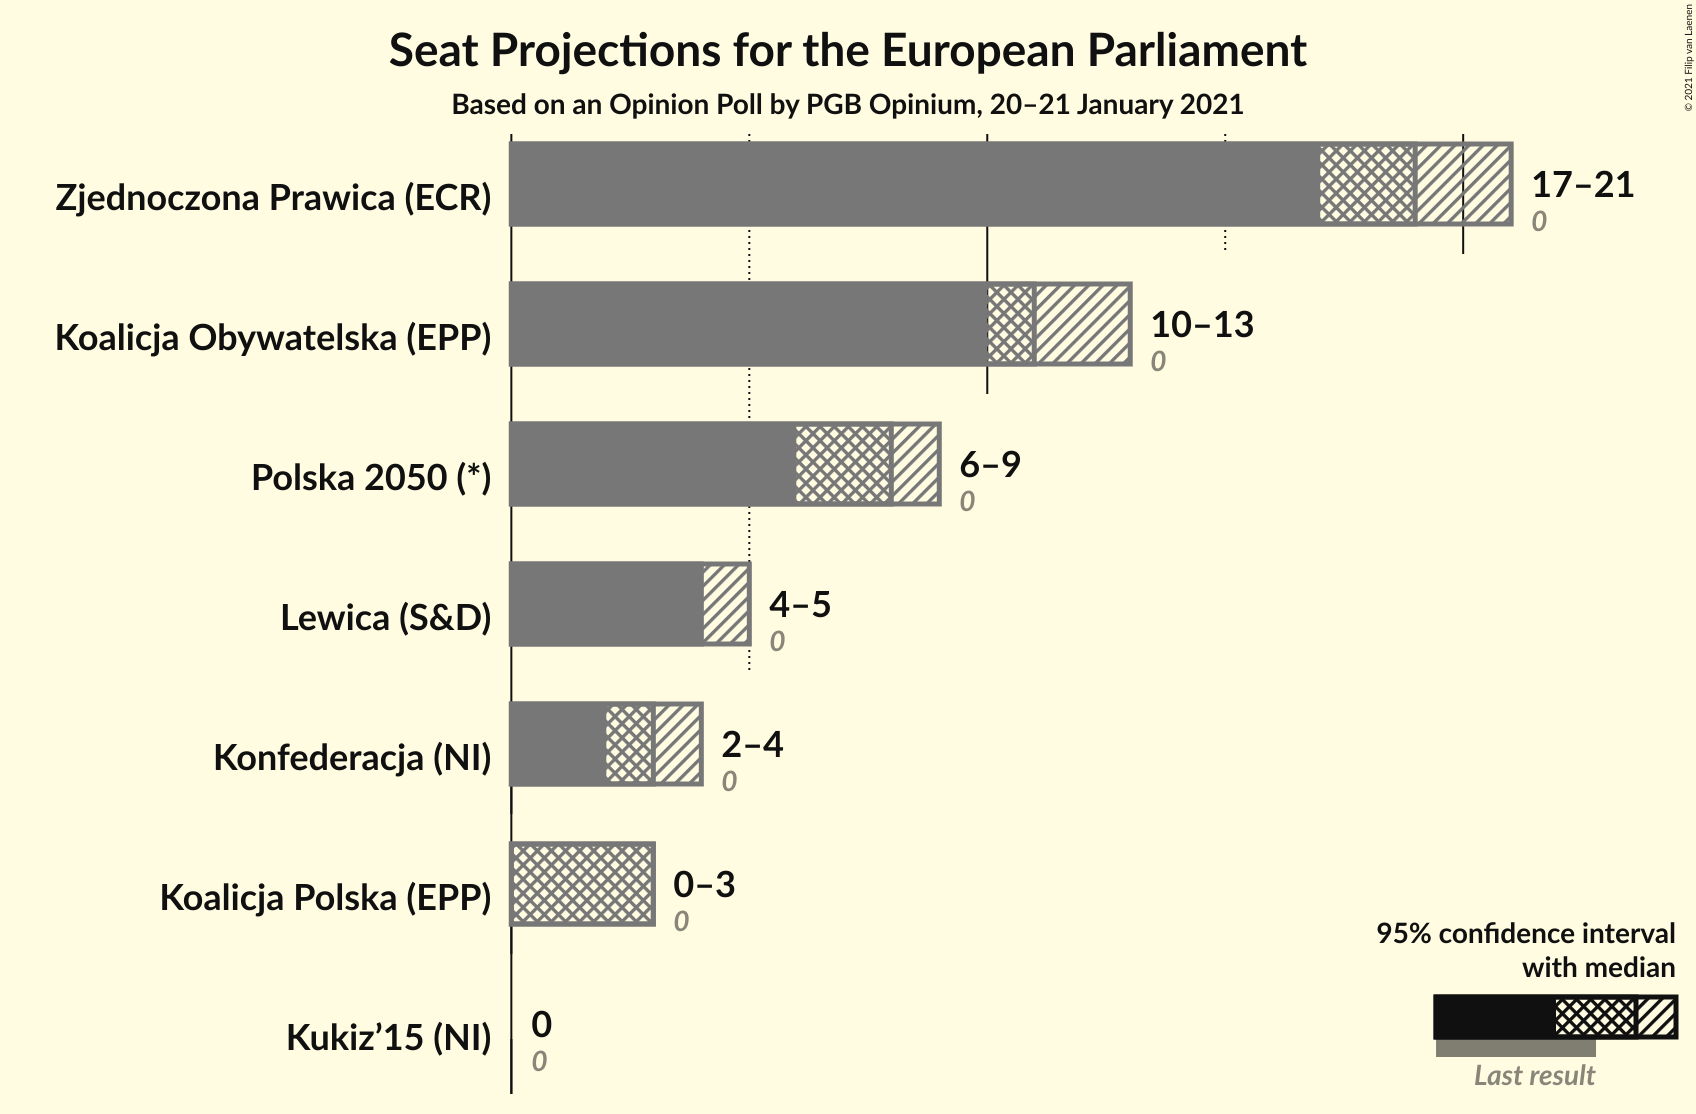 Seat Projections for the European Parliament
Based on an Opinion Poll by PGB Opinium, 20–21 January 2021
© 2021 Filip van Laenen
Zjednoczona Prawica (ECR)
17–21
0
Koalicja Obywatelska (EPP)
10–13
0
Polska 2050 (*)
6–9
0
Lewica (S&D)
4–5
0
Konfederacja (NI)
2–4
0
Koalicja Polska (EPP)
0–3
0
Kukiz’15 (NI)
0
0
95% confidence interval
with median
Last result